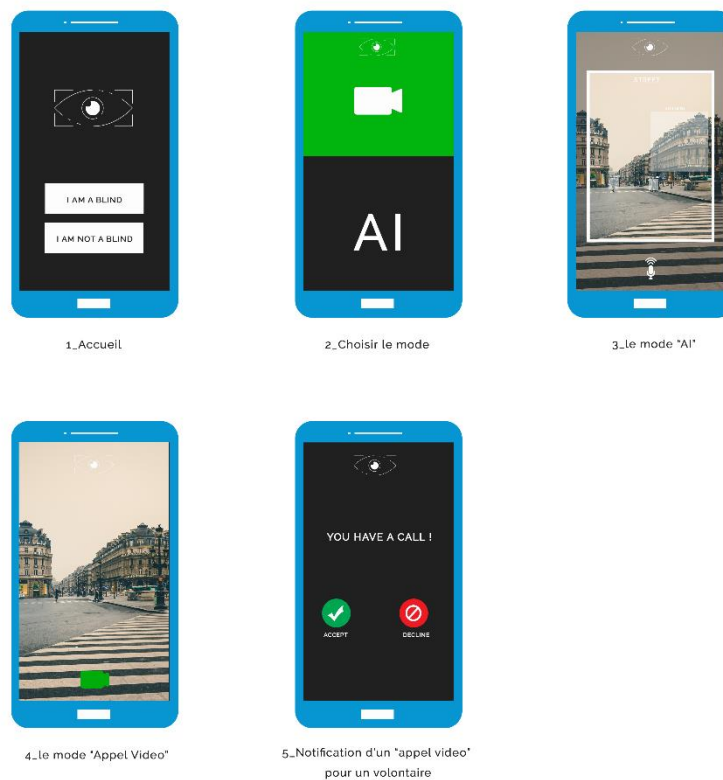 I AM A BLIND
I AM NOT A BLIND
1_Accueil
AI
2_Choisir le mode
STREET
3_le mode "AI"
4_le mode "Appel Video"
YOU HAVE A CALL !
ACCEPT
DECLINE
5_Notification d'un "appel video"
pour un volontaire